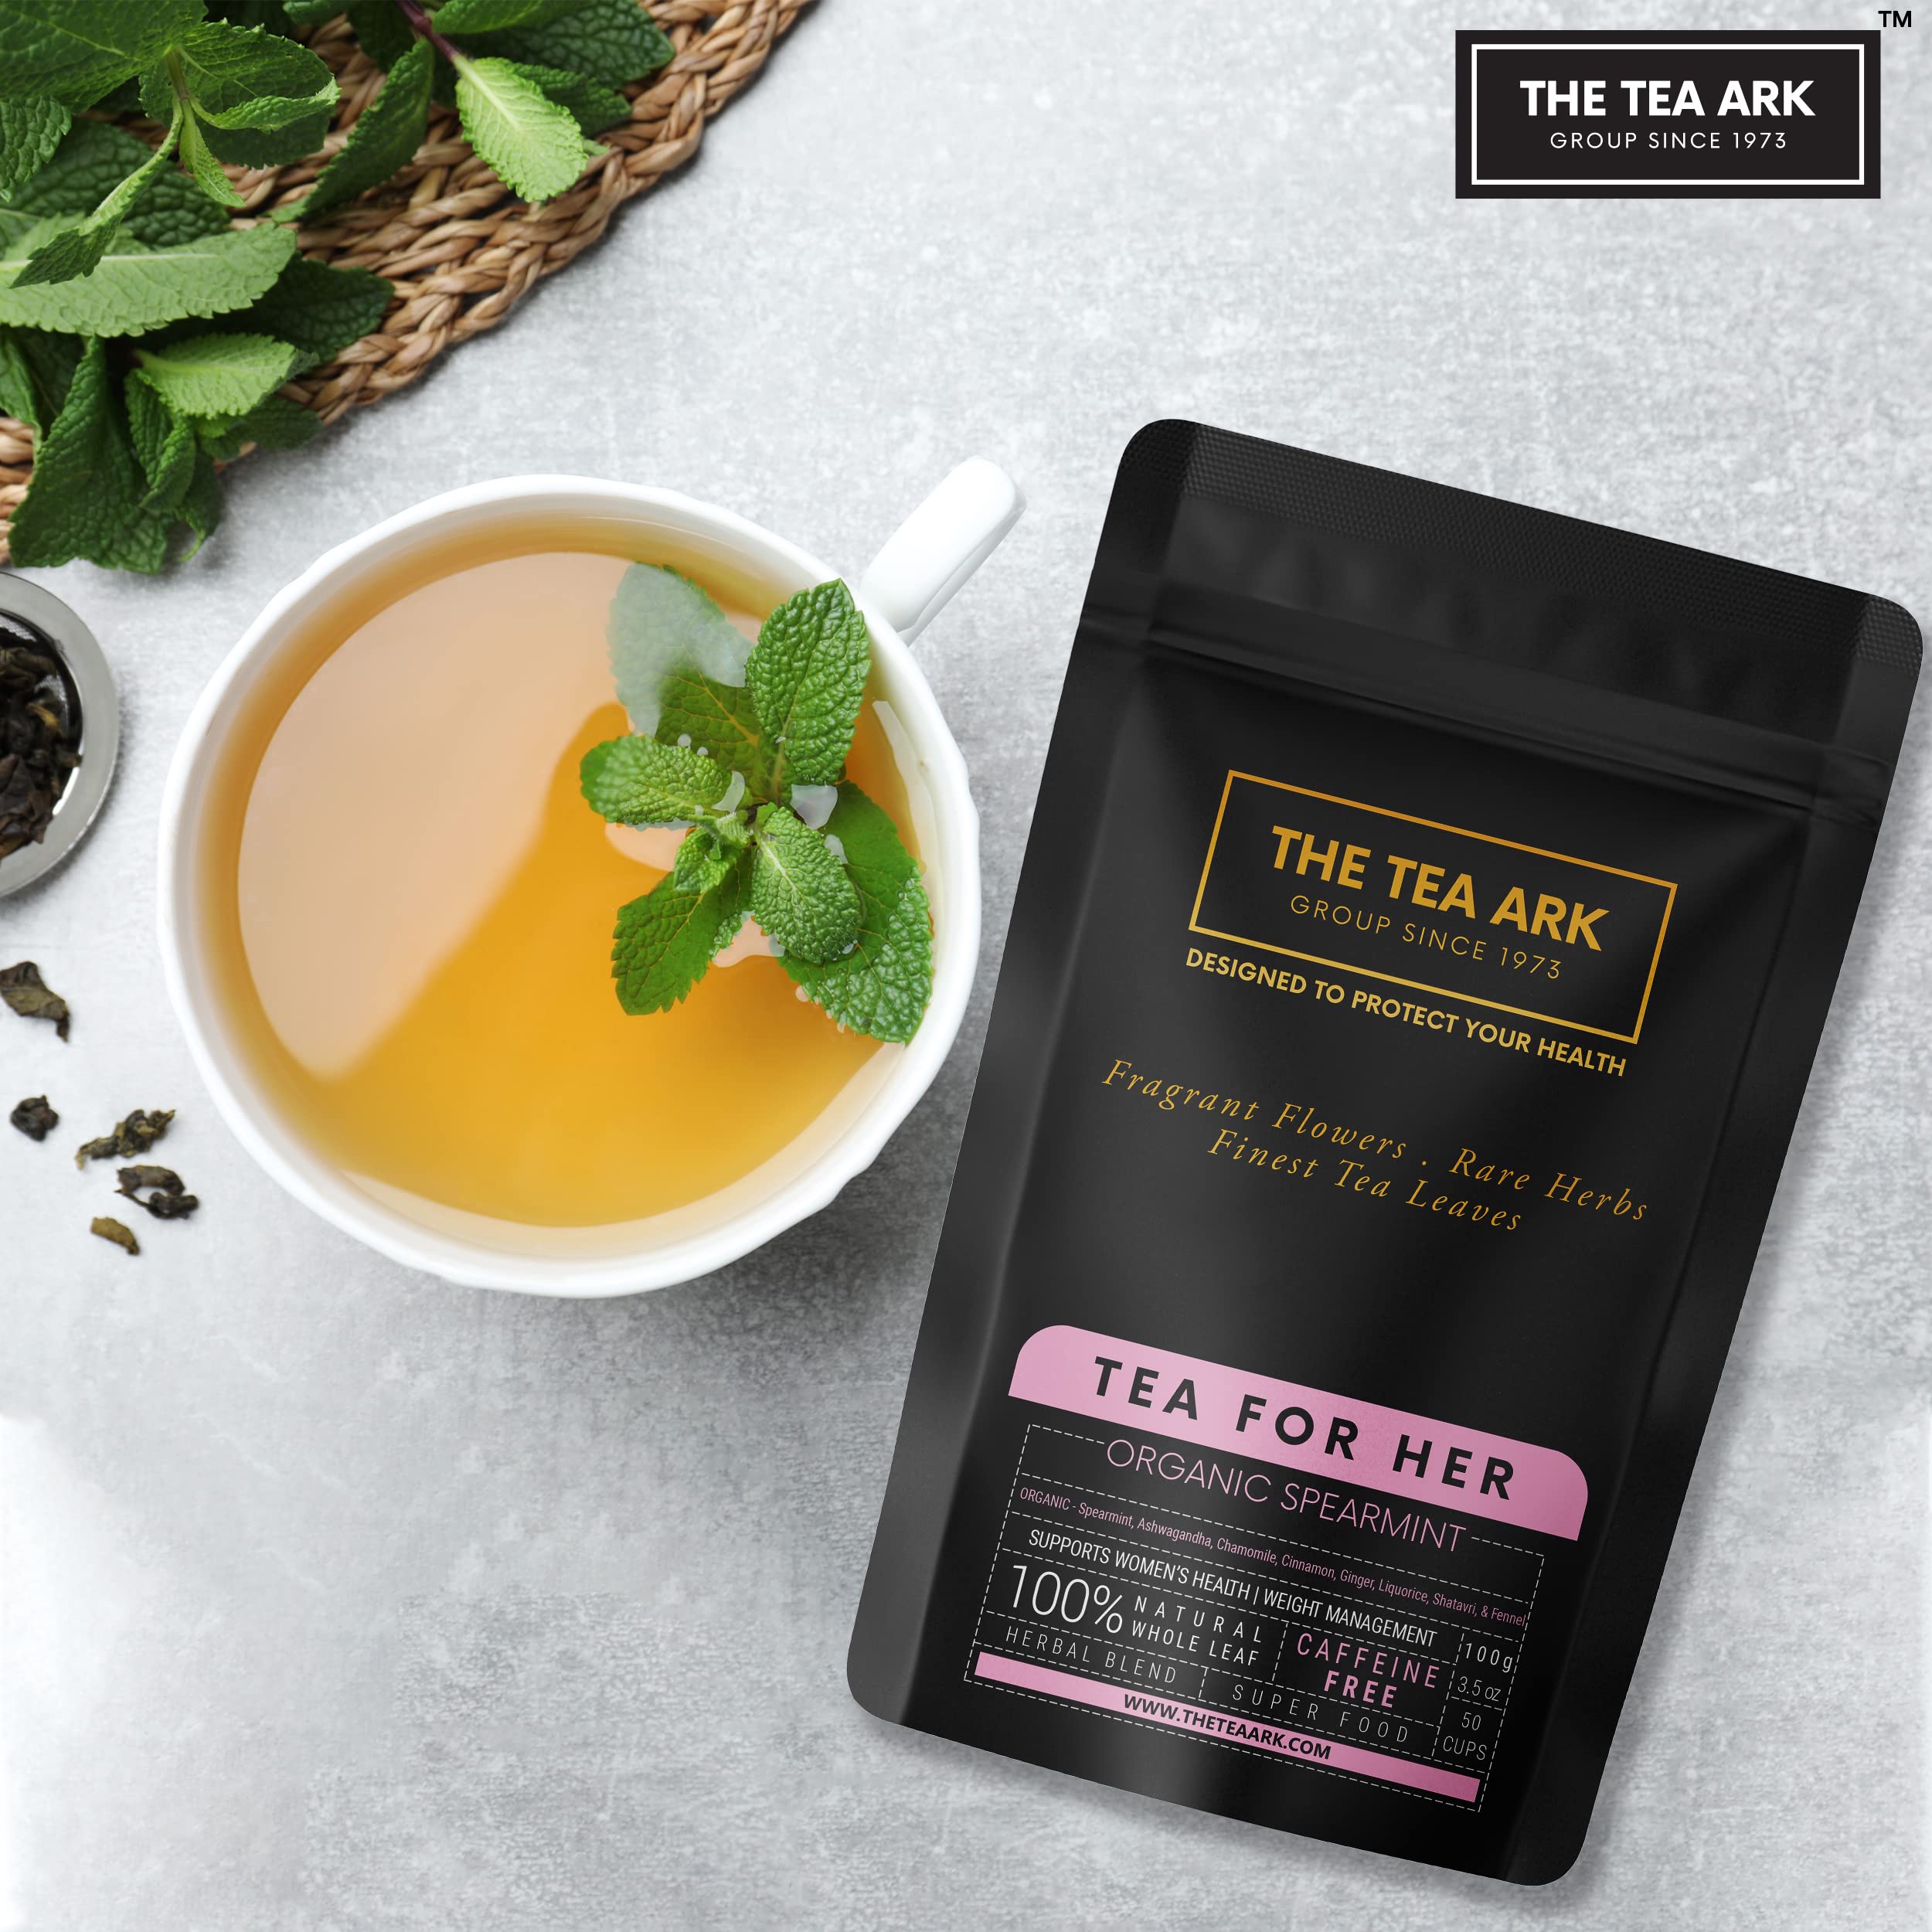 TM
THE TEA ARK
GROUP SINCE 1973
THE TEA ARK
GROUP SINCE 1973
DESIGNED TO PROTECT YOUR HEALTH
Fragrant Flowers . Rare Herbs
Finest Tea Leaves
TEA FOR HER
ORGANIC SPEARMINT
ORGANIC - Spearmint, Ashwagandha, Chamomile, Cinnamon, Ginger, Liquorice, Shatavri, & Fennel
SUPPORTS WOMEN'S HEALTH | WEIGHT MANAGEMENT
100% NATURAL
WHOLE LEAF
CAFFEINE
FREE
100g
3.5 oz
50
CUPS
HERBAL BLEND
SUPER FOOD
WWW.THETEAARK.COM